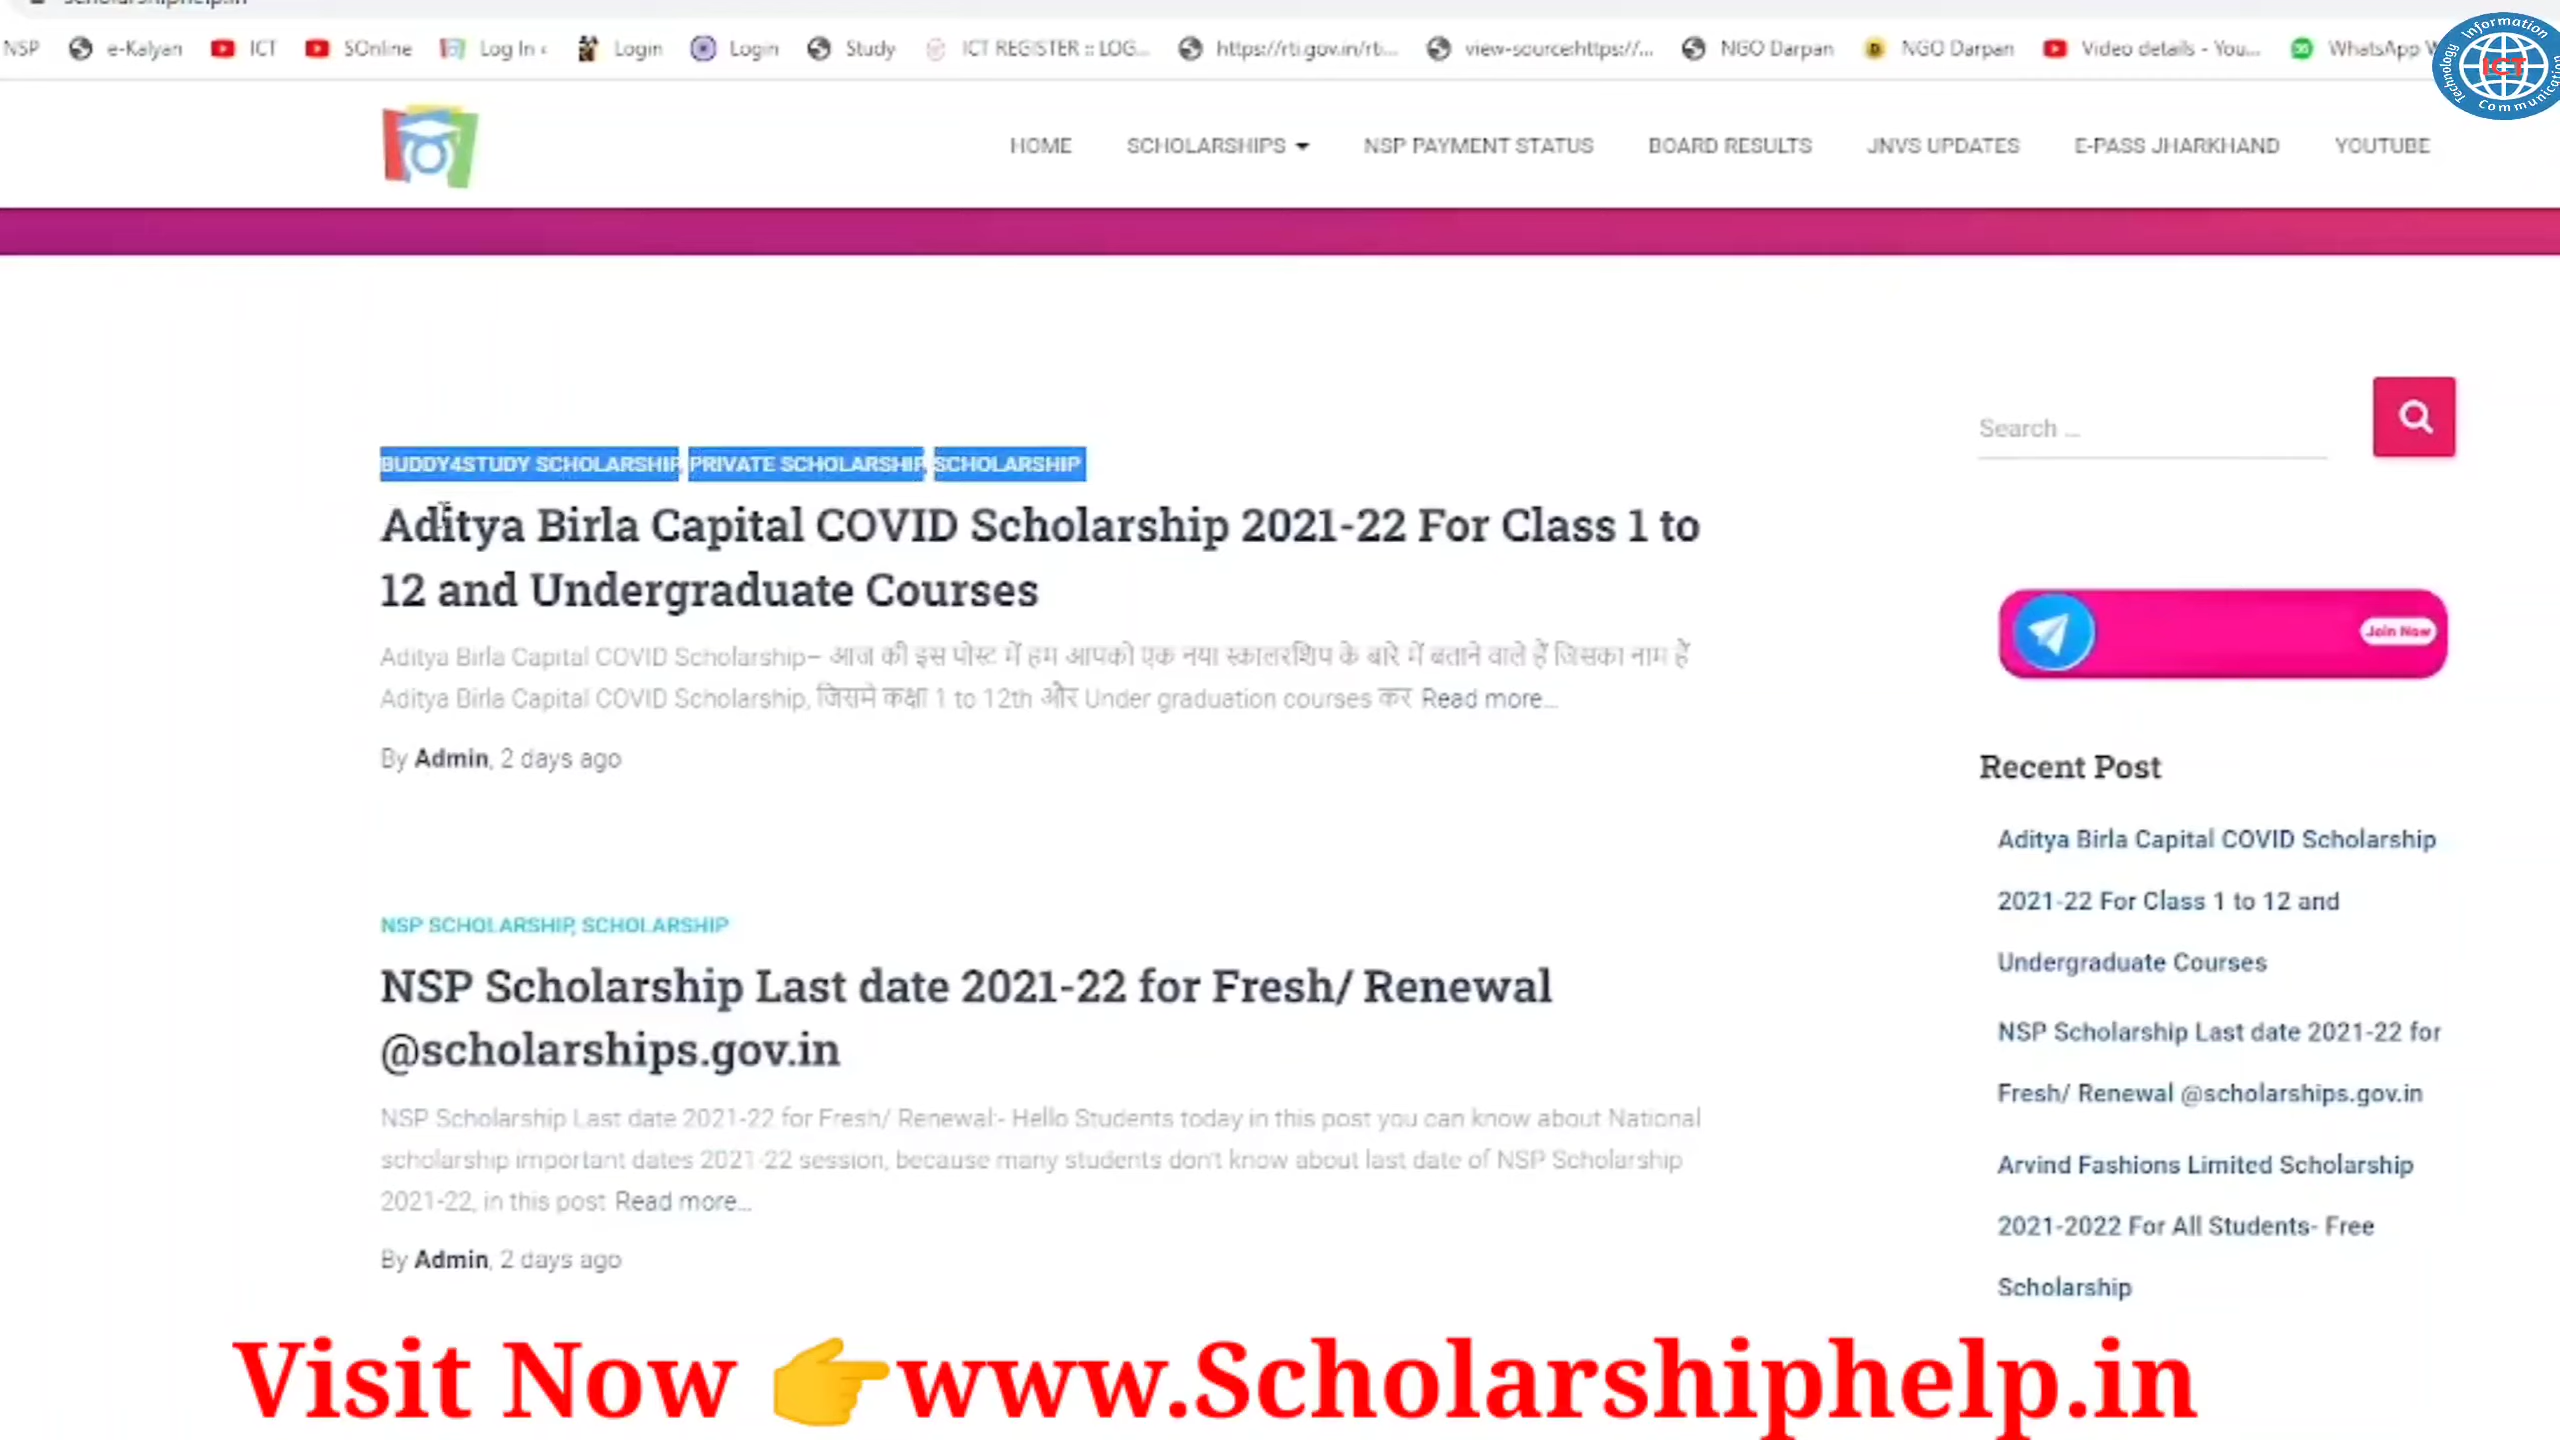 NSP e-Kalyan ICT SOnline Log In Login Login Study ICT REGISTER :: LOG... https://rti.gov.in/rti... view-source:https://... NGO Darpan NGO Darpan Video details - You... WhatsApp
Information
Technology ICT
Communication
HOME SCHOLARSHIPS NSP PAYMENT STATUS BOARD RESULTS JNVS UPDATES E-PASS JHARKHAND YOUTUBE
BUDDY4STUDY SCHOLARSHIP, PRIVATE SCHOLARSHIP, SCHOLARSHIP
Aditya Birla Capital COVID Scholarship 2021-22 For Class 1 to
12 and Undergraduate Courses
Aditya Birla Capital COVID Scholarship– आज की इस पोस्ट में हम आपको एक नया स्कालरशिप के बारे में बताने वाले हैं जिसका नाम हैं
Aditya Birla Capital COVID Scholarship, जिसमे कक्षा 1 to 12th और Under graduation courses कर Read more…
By Admin, 2 days ago
NSP SCHOLARSHIP, SCHOLARSHIP
NSP Scholarship Last date 2021-22 for Fresh/ Renewal
@scholarships.gov.in
NSP Scholarship Last date 2021-22 for Fresh/ Renewal:- Hello Students today in this post you can know about National
scholarship important dates 2021-22 session, because many students don't know about last date of NSP Scholarship
2021-22, in this post Read more…
By Admin, 2 days ago
Search …
Join Now
Recent Post
Aditya Birla Capital COVID Scholarship
2021-22 For Class 1 to 12 and
Undergraduate Courses
NSP Scholarship Last date 2021-22 for
Fresh/ Renewal @scholarships.gov.in
Arvind Fashions Limited Scholarship
2021-2022 For All Students- Free
Scholarship
Visit Now 👉www.Scholarshiphelp.in